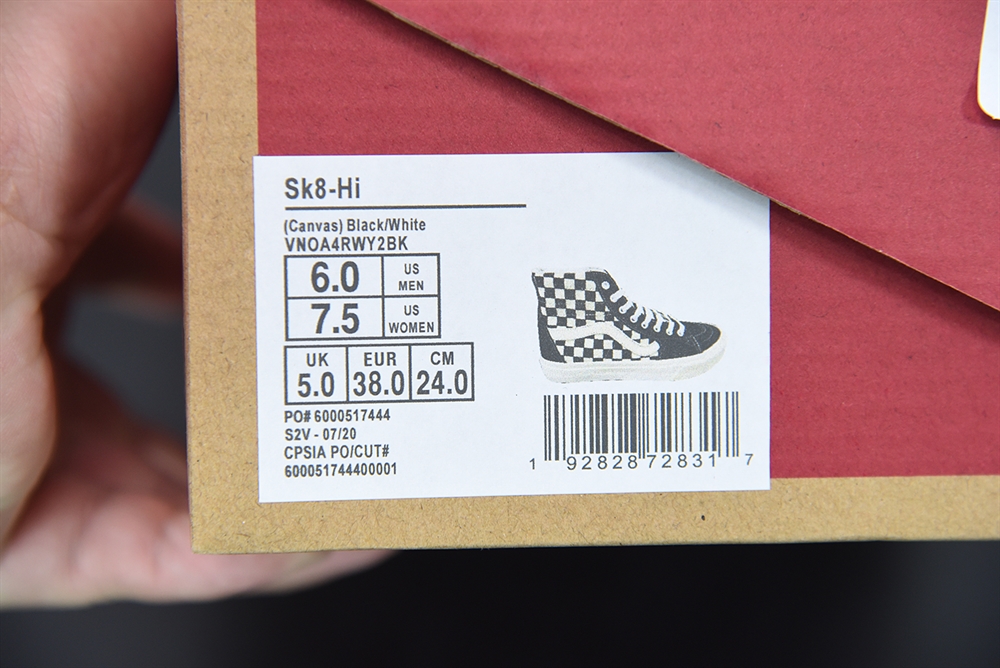 Sk8-Hi
(Canvas) Black/White
VN0A4RWY2BK
6.0 US MEN
7.5 US WOMEN
UK EUR CM
5.0 38.0 24.0
PO# 6000517444
S2V - 07/20
CPSIA PO/CUT#
600051744400001
1 92828 72831 7